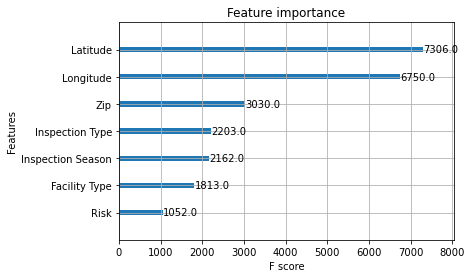 Feature importance
Features
Latitude 7306.0
Longitude 6750.0
Zip 3030.0
Inspection Type 2203.0
Inspection Season 2162.0
Facility Type 1813.0
Risk 1052.0
0 1000 2000 3000 4000 5000 6000 7000 8000
F score